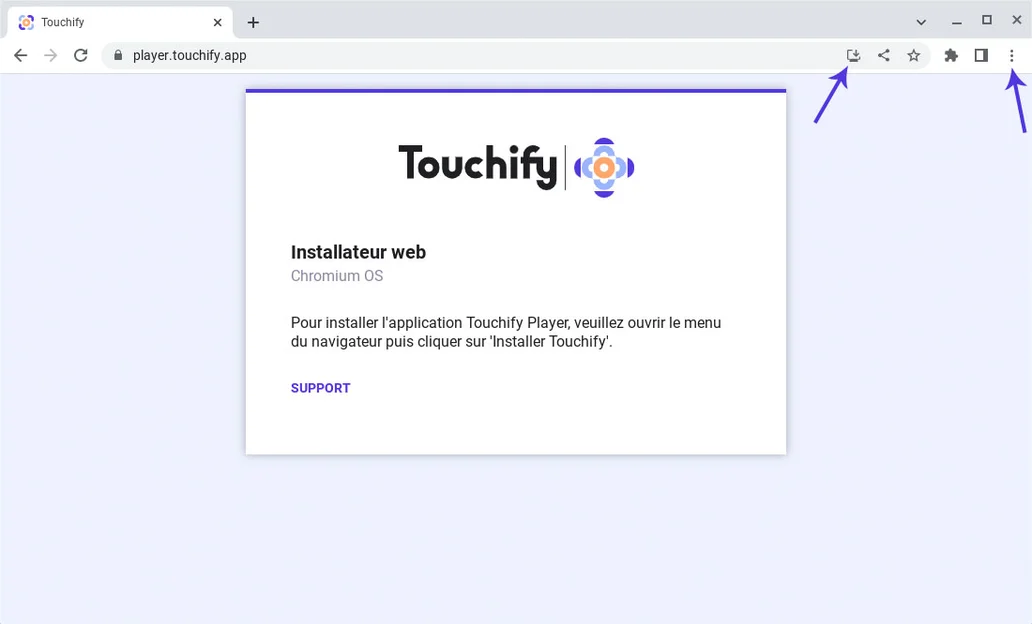 Touchify
player.touchify.app
Touchify
Installateur web
Chromium OS
Pour installer l'application Touchify Player, veuillez ouvrir le menu
du navigateur puis cliquer sur 'Installer Touchify'.
SUPPORT